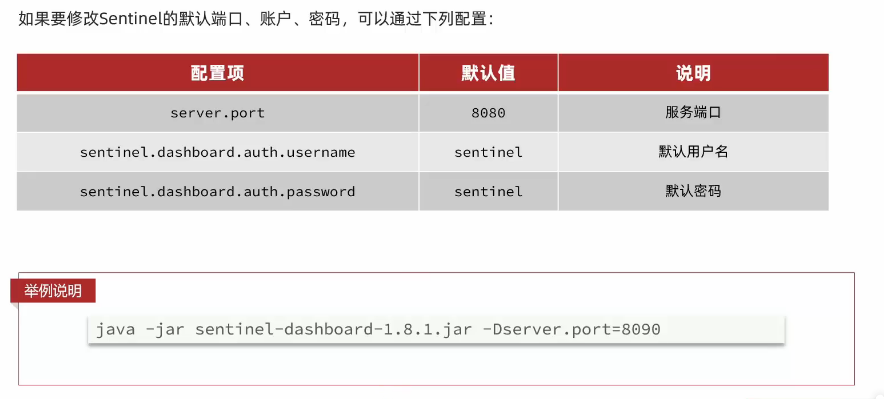 如果要修改Sentinel的默认端口、账户、密码，可以通过下列配置：
配置项 默认值 说明
server.port 8080 服务端口
sentinel.dashboard.auth.username sentinel 默认用户名
sentinel.dashboard.auth.password sentinel 默认密码
举例说明
java -jar sentinel-dashboard-1.8.1.jar -Dserver.port=8090